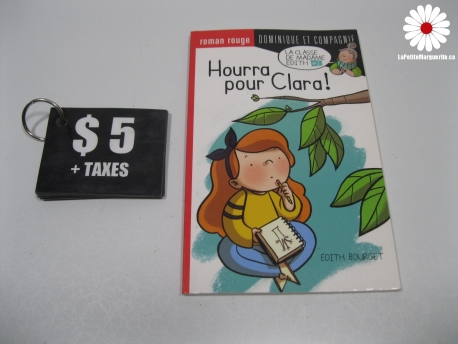 LaPetiteMarguerite.ca
roman rouge DOMINIQUE ET COMPAGNIE
LA CLASSE
DE MADAME
ÉDITH
Hourra
pour Clara!
$ 5
+ TAXES
ÉDITH BOURGET